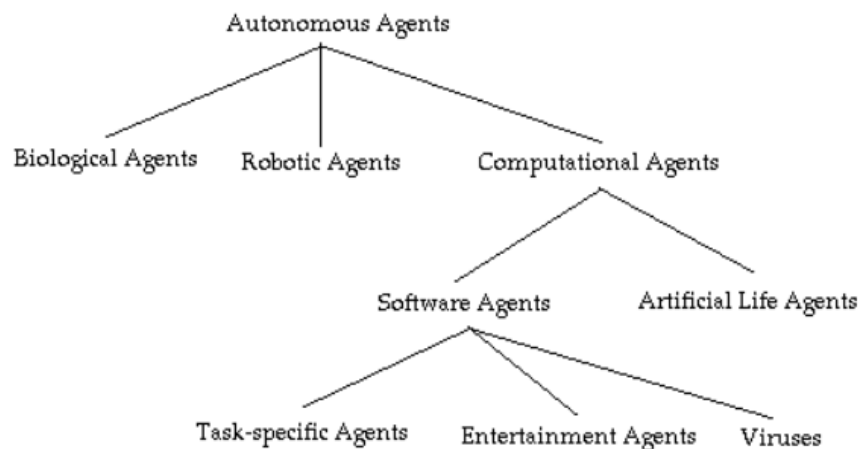 Autonomous Agents
Biological Agents
Robotic Agents
Computational Agents
Software Agents
Artificial Life Agents
Task-specific Agents
Entertainment Agents
Viruses